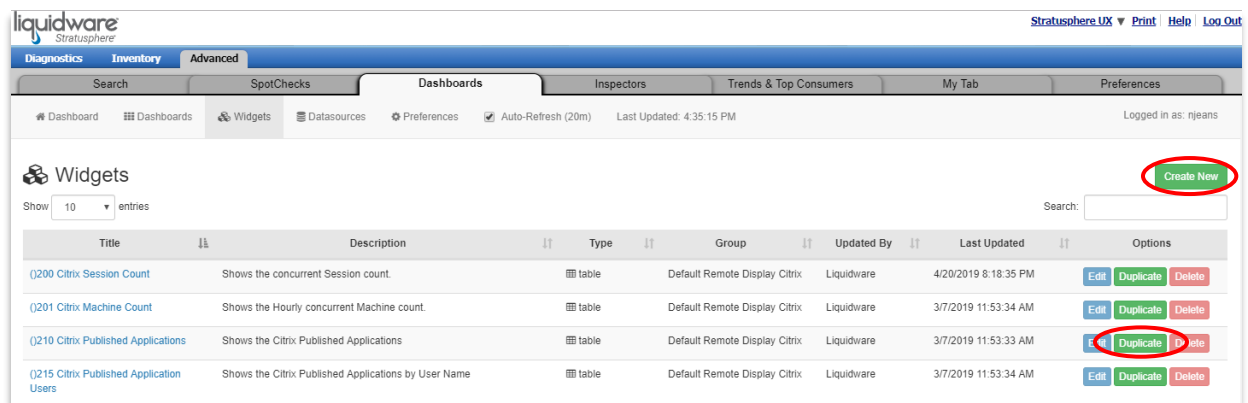 liquidware
Stratusphere
Stratusphere UX ▼ Print Help Log Out
Diagnostics Inventory Advanced
Search SpotChecks Dashboards Inspectors Trends & Top Consumers My Tab Preferences
Dashboard Dashboards Widgets Datasources Preferences Auto-Refresh (20m) Last Updated: 4:35:15 PM Logged in as: njeans
Widgets
Create New
Show 10 entries Search:
Title Description Type Group Updated By Last Updated Options
()200 Citrix Session Count Shows the concurrent Session count. table Default Remote Display Citrix Liquidware 4/20/2019 8:18:35 PM Edit Duplicate Delete
()201 Citrix Machine Count Shows the Hourly concurrent Machine count. table Default Remote Display Citrix Liquidware 3/7/2019 11:53:34 AM Edit Duplicate Delete
()210 Citrix Published Applications Shows the Citrix Published Applications table Default Remote Display Citrix Liquidware 3/7/2019 11:53:33 AM Edit Duplicate Delete
()215 Citrix Published Application Shows the Citrix Published Applications by User Name table Default Remote Display Citrix Liquidware 3/7/2019 11:53:34 AM Edit Duplicate Delete
Users